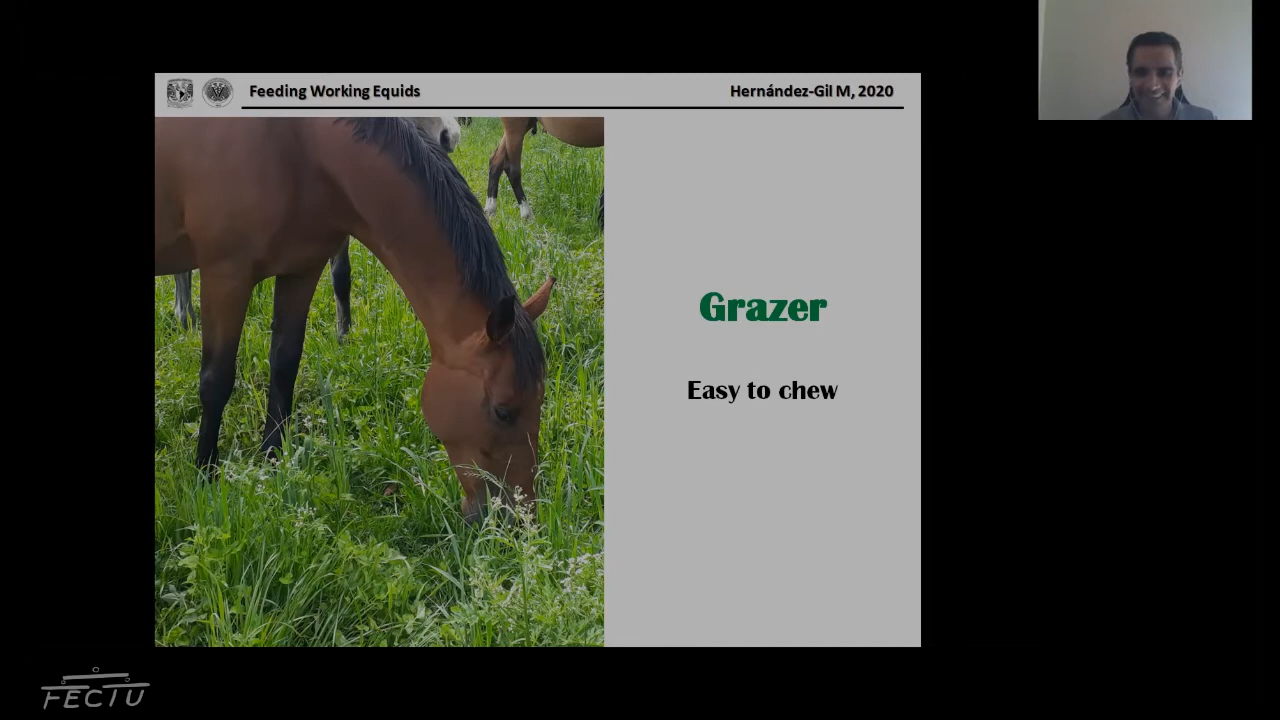 Feeding Working Equids
Hernández-Gil M, 2020
Grazer
Easy to chew
FECTU